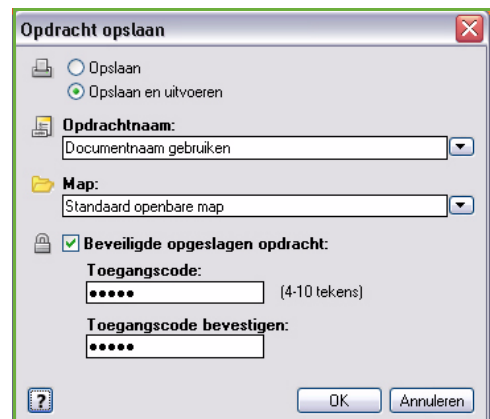 Opdracht opslaan
Opslaan
Opslaan en uitvoeren
Opdrachtnaam:
Documentnaam gebruiken
Map:
Standaard openbare map
Beveiligde opgeslagen opdracht:
Toegangscode:
●●●●● (4-10 tekens)
Toegangscode bevestigen:
●●●●●
? OK Annuleren